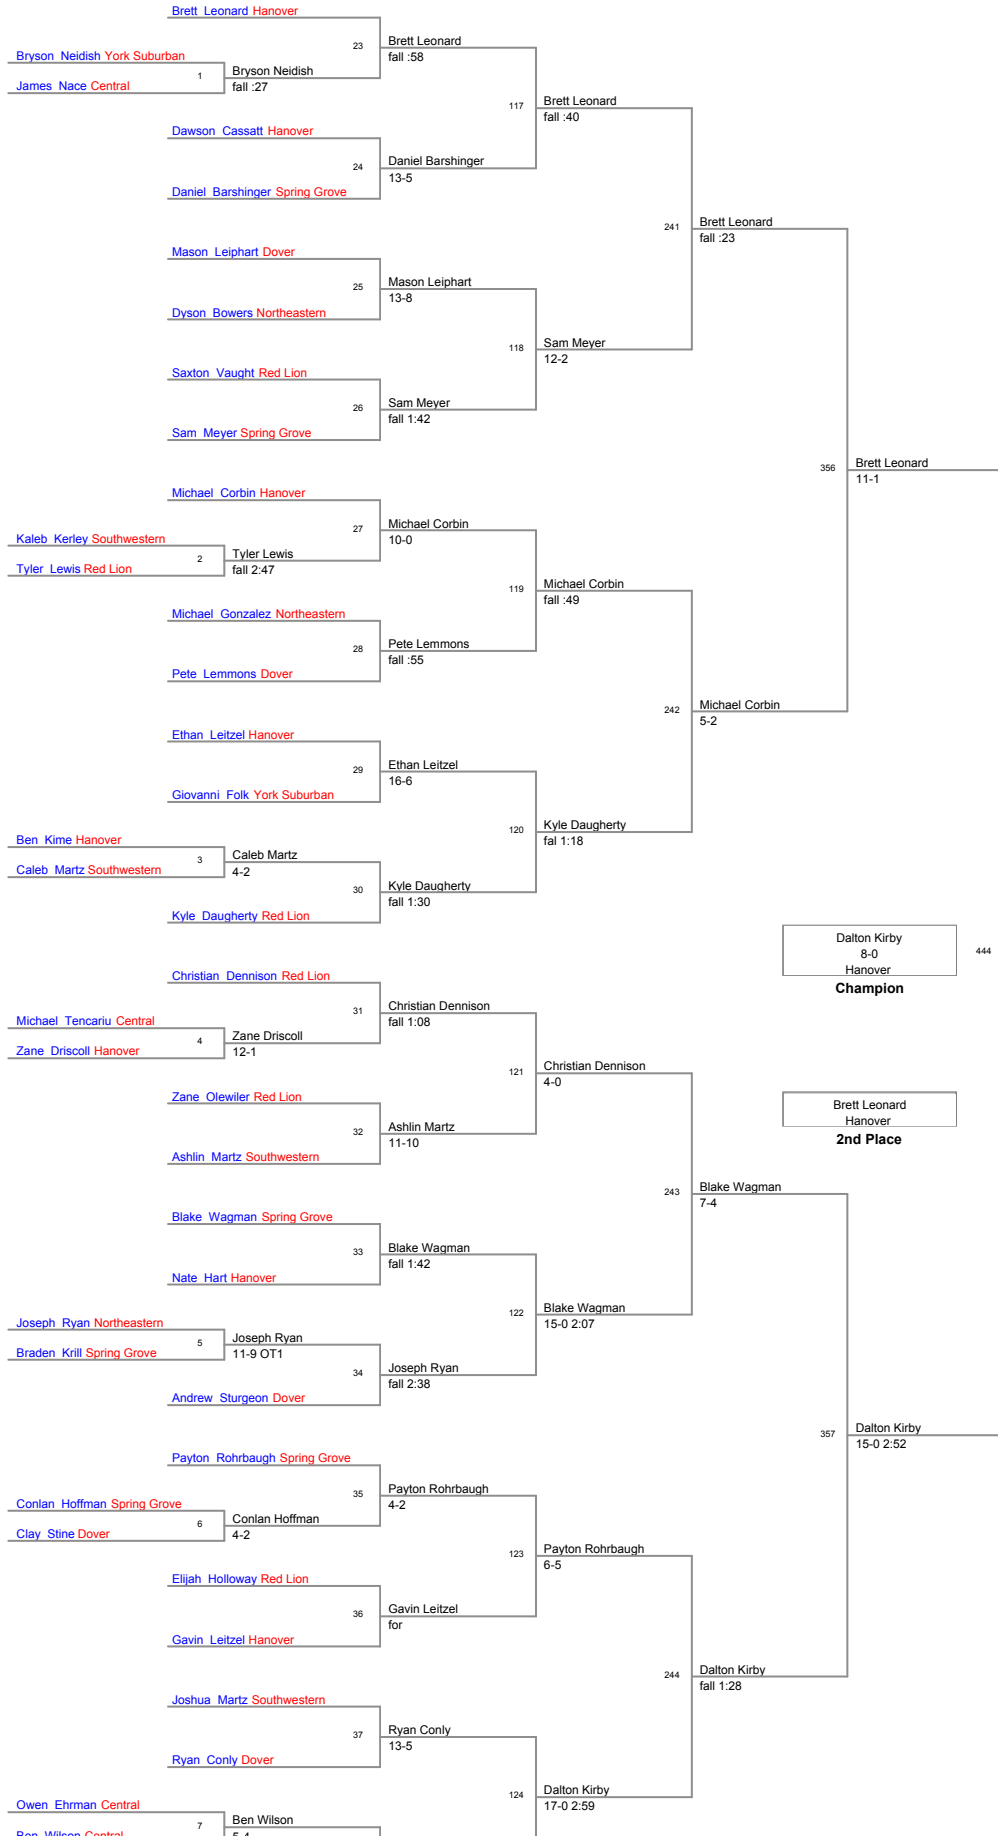 Brett Leonard Hanover
23
Brett Leonard
fall :58
Bryson Neidish York Suburban
1
Bryson Neidish
fall :27
James Nace Central
117
Brett Leonard
fall :40
Dawson Cassatt Hanover
24
Daniel Barshinger
13-5
Daniel Barshinger Spring Grove
241
Brett Leonard
fall :23
Mason Leiphart Dover
25
Mason Leiphart
13-8
Dyson Bowers Northeastern
118
Sam Meyer
12-2
Saxton Vaught Red Lion
26
Sam Meyer
fall 1:42
Sam Meyer Spring Grove
356
Brett Leonard
11-1
Michael Corbin Hanover
27
Michael Corbin
10-0
Kaleb Kerley Southwestern
2
Tyler Lewis
fall 2:47
Tyler Lewis Red Lion
119
Michael Corbin
fall :49
Michael Gonzalez Northeastern
28
Pete Lemmons
fall :55
Pete Lemmons Dover
242
Michael Corbin
5-2
Ethan Leitzel Hanover
29
Ethan Leitzel
16-6
Giovanni Folk York Suburban
120
Kyle Daugherty
fal 1:18
Ben Kime Hanover
3
Caleb Martz
4-2
Caleb Martz Southwestern
30
Kyle Daugherty
fall 1:30
Kyle Daugherty Red Lion
Dalton Kirby
8-0
Hanover
444
Champion
Christian Dennison Red Lion
31
Christian Dennison
fall 1:08
Michael Tencariu Central
4
Zane Driscoll
12-1
Zane Driscoll Hanover
121
Christian Dennison
4-0
Zane Olewiler Red Lion
32
Ashlin Martz
11-10
Ashlin Martz Southwestern
Brett Leonard
Hanover
2nd Place
243
Blake Wagman
7-4
Blake Wagman Spring Grove
33
Blake Wagman
fall 1:42
Nate Hart Hanover
122
Blake Wagman
15-0 2:07
Joseph Ryan Northeastern
5
Joseph Ryan
11-9 OT1
Braden Krill Spring Grove
34
Joseph Ryan
fall 2:38
Andrew Sturgeon Dover
357
Dalton Kirby
15-0 2:52
Payton Rohrbaugh Spring Grove
35
Payton Rohrbaugh
4-2
Conlan Hoffman Spring Grove
6
Conlan Hoffman
4-2
Clay Stine Dover
123
Payton Rohrbaugh
6-5
Elijah Holloway Red Lion
36
Gavin Leitzel
for
Gavin Leitzel Hanover
244
Dalton Kirby
fall 1:28
Joshua Martz Southwestern
37
Ryan Conly
13-5
Ryan Conly Dover
124
Dalton Kirby
17-0 2:59
Owen Ehrman Central
7
Ben Wilson
5-4
Ben Wilson Central